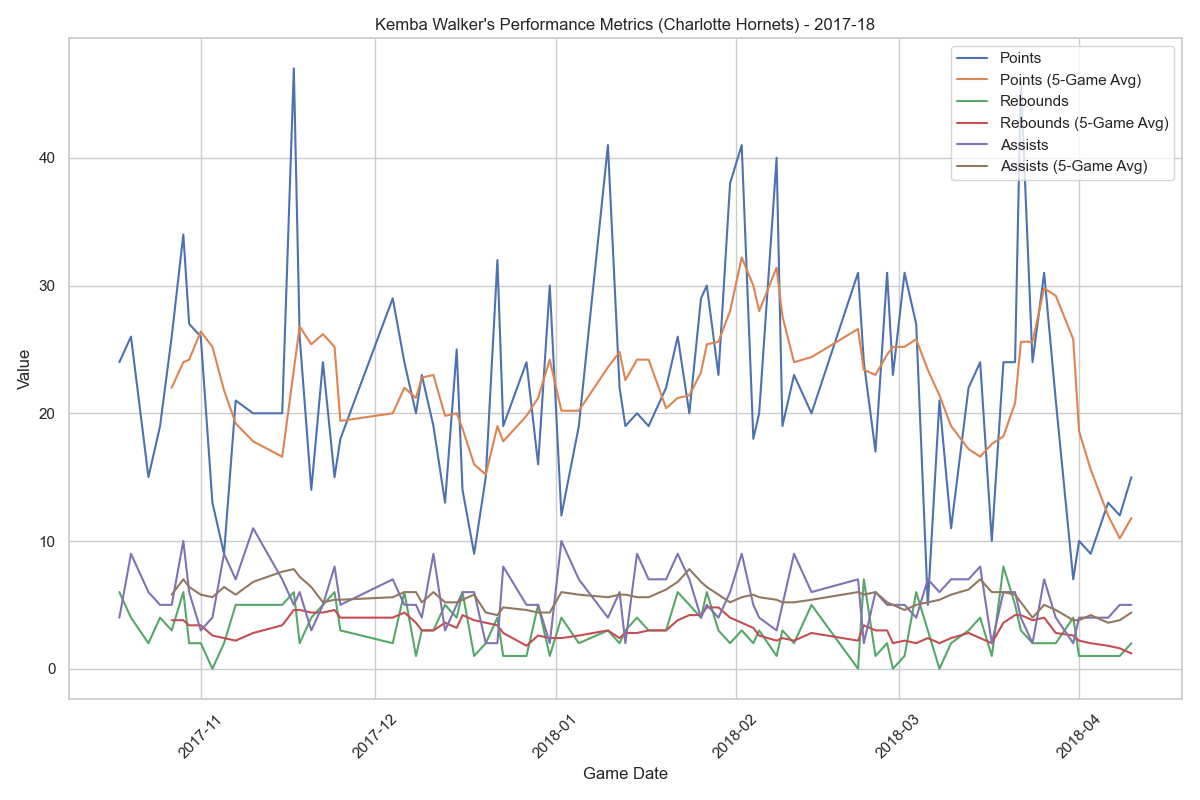 Kemba Walker's Performance Metrics (Charlotte Hornets) - 2017-18
Points
Points (5-Game Avg)
Rebounds
Rebounds (5-Game Avg)
Assists
Assists (5-Game Avg)
Value
40
30
20
10
0
2017-11
2017-12
2018-01
2018-02
2018-03
2018-04
Game Date